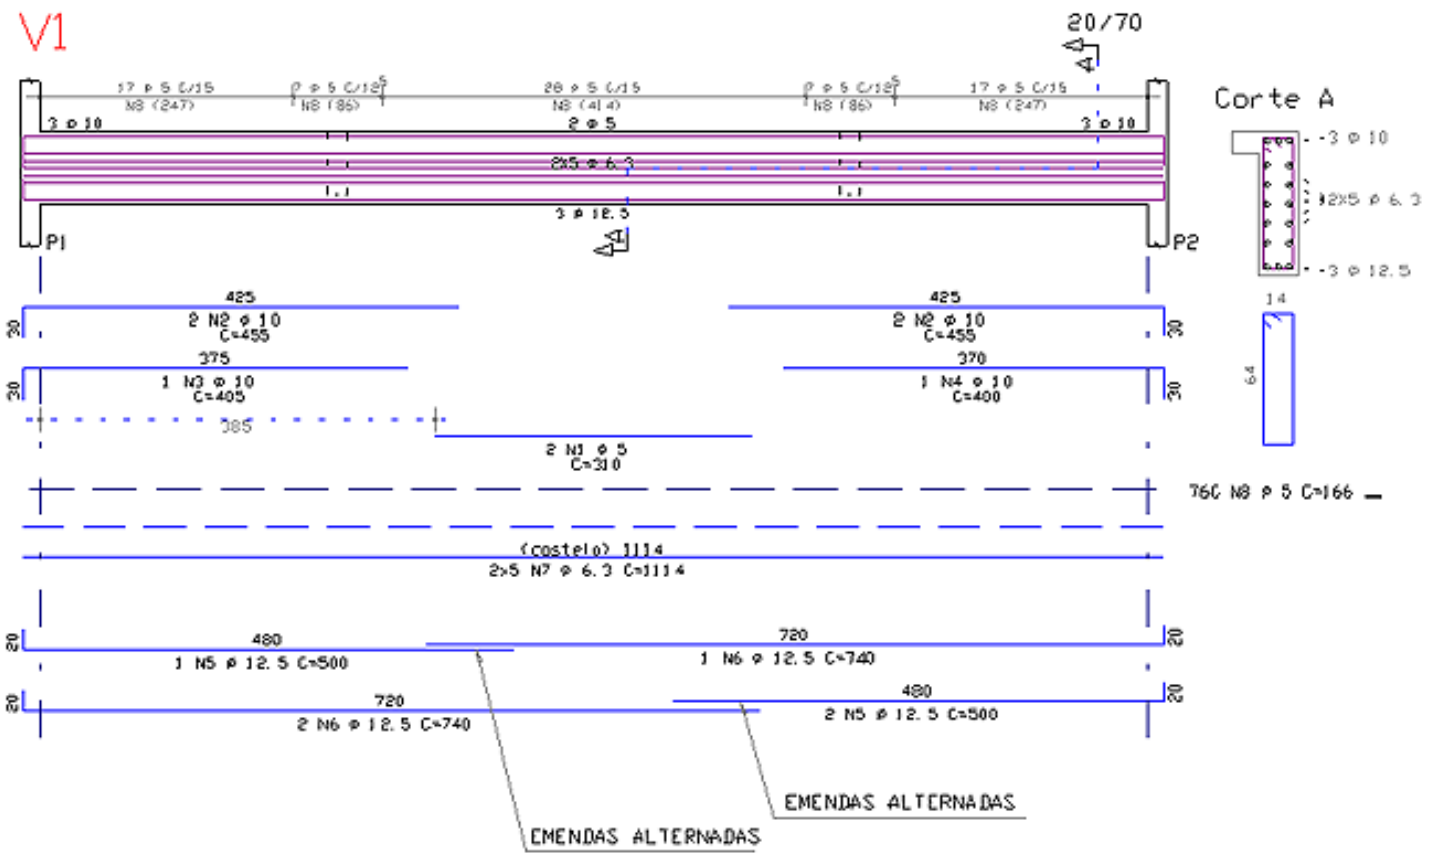 V1
20/70
17 ø 5 C/15
7 ø 5 C/12
5
28 ø 5 C/15
7 ø 5 C/12
5
17 ø 5 C/15
N8 (247)
N8 (86)
N8 (414)
N8 (86)
N8 (247)
A
Corte A
3 ø 10
2 ø 5
3 ø 10
-3 ø 10
2X5 ø 6.3
2X5 ø 6.3
3 ø 12.5
A
P1
P2
-3 ø 12.5
14
64
425
425
2 N2 ø 10
2 N2 ø 10
C=455
C=455
30
30
375
370
1 N3 ø 10
1 N4 ø 10
C=405
C=400
30
30
385
2 N1 ø 5
C=310
76C N8 ø 5 C=166
(costela) 1114
2x5 N7 ø 6.3 C=1114
20
480
720
20
1 N5 ø 12.5 C=500
1 N6 ø 12.5 C=740
20
720
480
20
2 N6 ø 12.5 C=740
2 N5 ø 12.5 C=500
EMENDAS ALTERNADAS
EMENDAS ALTERNADAS